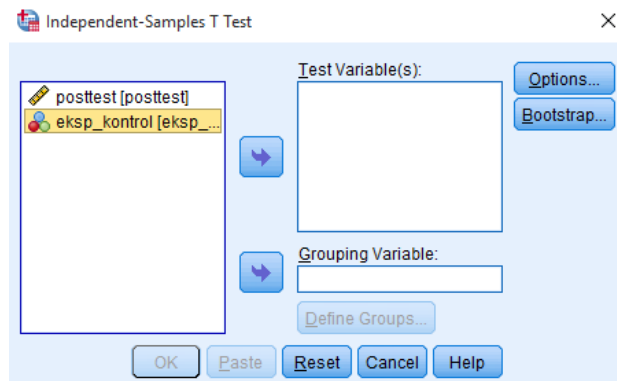 Independent-Samples T Test
posttest [posttest]
eksp_kontrol [eksp_...
Test Variable(s):
Options...
Bootstrap...
Grouping Variable:
Define Groups...
OK Paste Reset Cancel Help